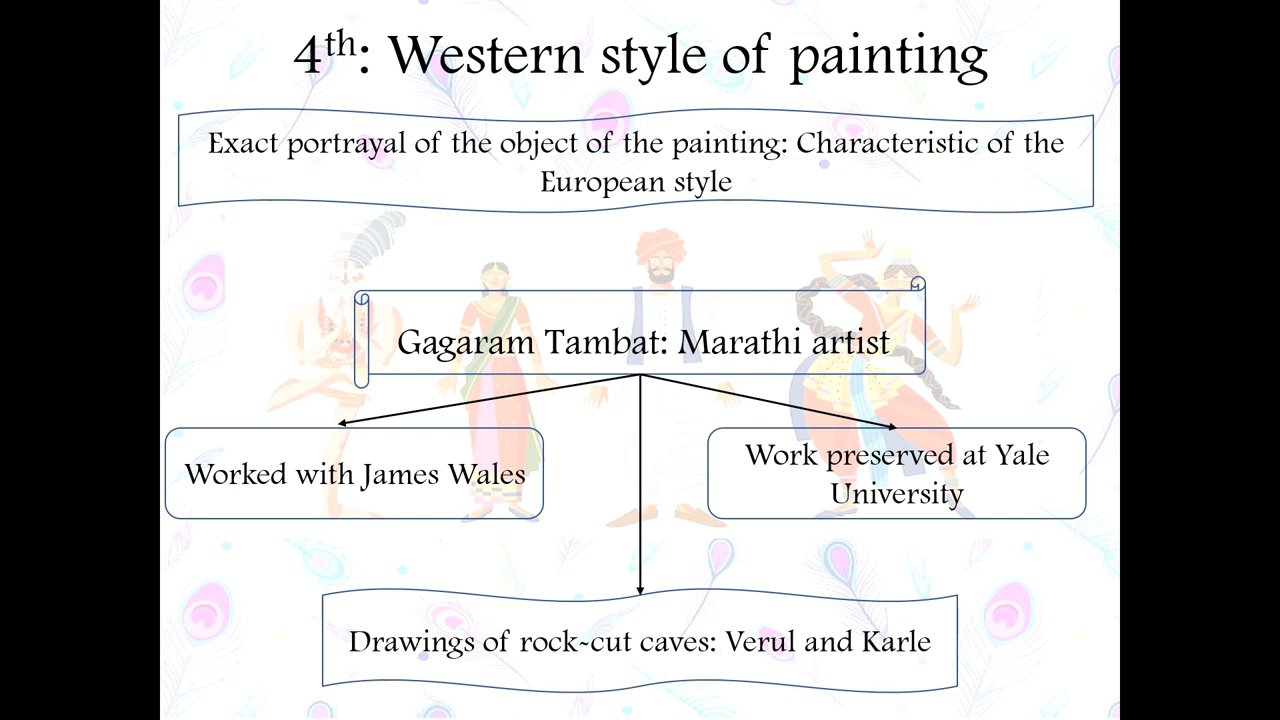 4th: Western style of painting
Exact portrayal of the object of the painting: Characteristic of the
European style
Gagaram Tambat: Marathi artist
Worked with James Wales
Work preserved at Yale
University
Drawings of rock-cut caves: Verul and Karle